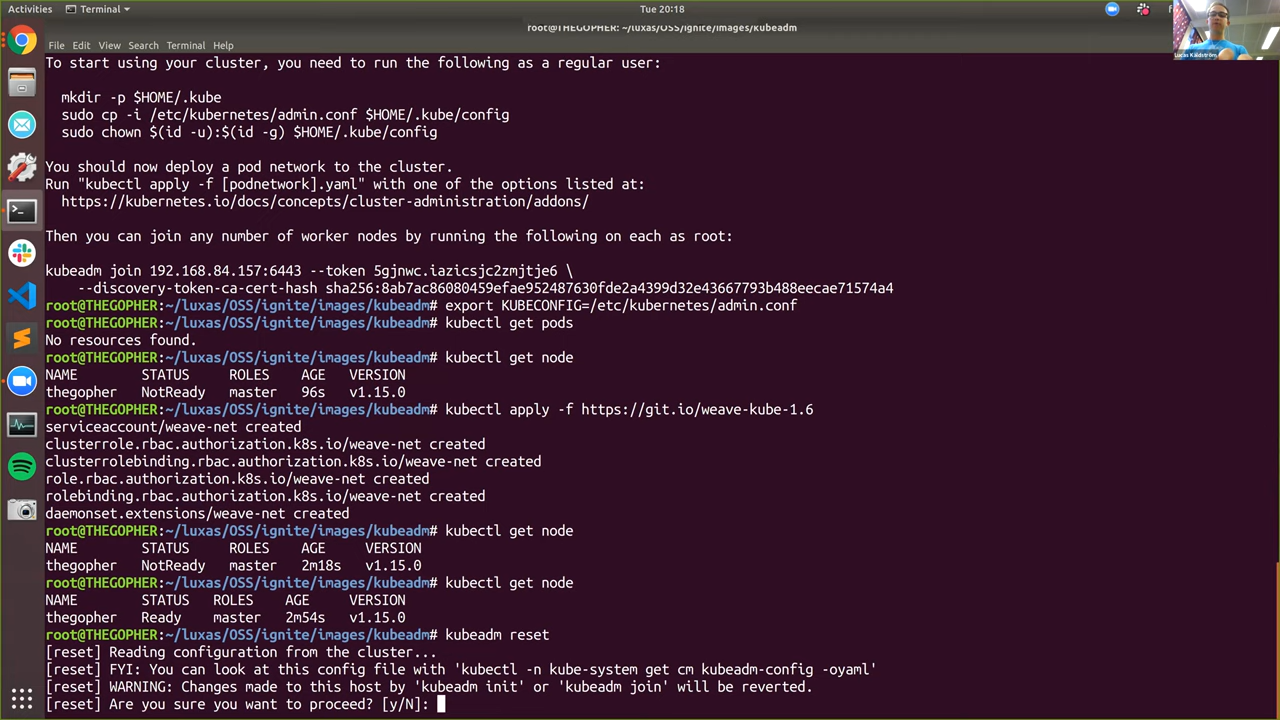 Activities Terminal Tue 20:18
root@THEGOPHER: ~/luxas/OSS/ignite/images/kubeadm
File Edit View Search Terminal Help
To start using your cluster, you need to run the following as a regular user:
mkdir -p $HOME/.kube
sudo cp -i /etc/kubernetes/admin.conf $HOME/.kube/config
sudo chown $(id -u):$(id -g) $HOME/.kube/config
You should now deploy a pod network to the cluster.
Run "kubectl apply -f [podnetwork].yaml" with one of the options listed at:
https://kubernetes.io/docs/concepts/cluster-administration/addons/
Then you can join any number of worker nodes by running the following on each as root:
kubeadm join 192.168.84.157:6443 --token 5gjnwc.iazicsjc2zmjtje6 \
--discovery-token-ca-cert-hash sha256:8ab7ac86080459efae952487630fde2a4399d32e43667793b488eecae71574a4
root@THEGOPHER:~/luxas/OSS/ignite/images/kubeadm# export KUBECONFIG=/etc/kubernetes/admin.conf
root@THEGOPHER:~/luxas/OSS/ignite/images/kubeadm# kubectl get pods
No resources found.
root@THEGOPHER:~/luxas/OSS/ignite/images/kubeadm# kubectl get node
NAME STATUS ROLES AGE VERSION
thegopher NotReady master 96s v1.15.0
root@THEGOPHER:~/luxas/OSS/ignite/images/kubeadm# kubectl apply -f https://git.io/weave-kube-1.6
serviceaccount/weave-net created
clusterrole.rbac.authorization.k8s.io/weave-net created
clusterrolebinding.rbac.authorization.k8s.io/weave-net created
role.rbac.authorization.k8s.io/weave-net created
rolebinding.rbac.authorization.k8s.io/weave-net created
daemonset.extensions/weave-net created
root@THEGOPHER:~/luxas/OSS/ignite/images/kubeadm# kubectl get node
NAME STATUS ROLES AGE VERSION
thegopher NotReady master 2m18s v1.15.0
root@THEGOPHER:~/luxas/OSS/ignite/images/kubeadm# kubectl get node
NAME STATUS ROLES AGE VERSION
thegopher Ready master 2m54s v1.15.0
root@THEGOPHER:~/luxas/OSS/ignite/images/kubeadm# kubeadm reset
[reset] Reading configuration from the cluster...
[reset] FYI: You can look at this config file with 'kubectl -n kube-system get cm kubeadm-config -oyaml'
[reset] WARNING: Changes made to this host by 'kubeadm init' or 'kubeadm join' will be reverted.
[reset] Are you sure you want to proceed? [y/N]:
Lucas Käldström